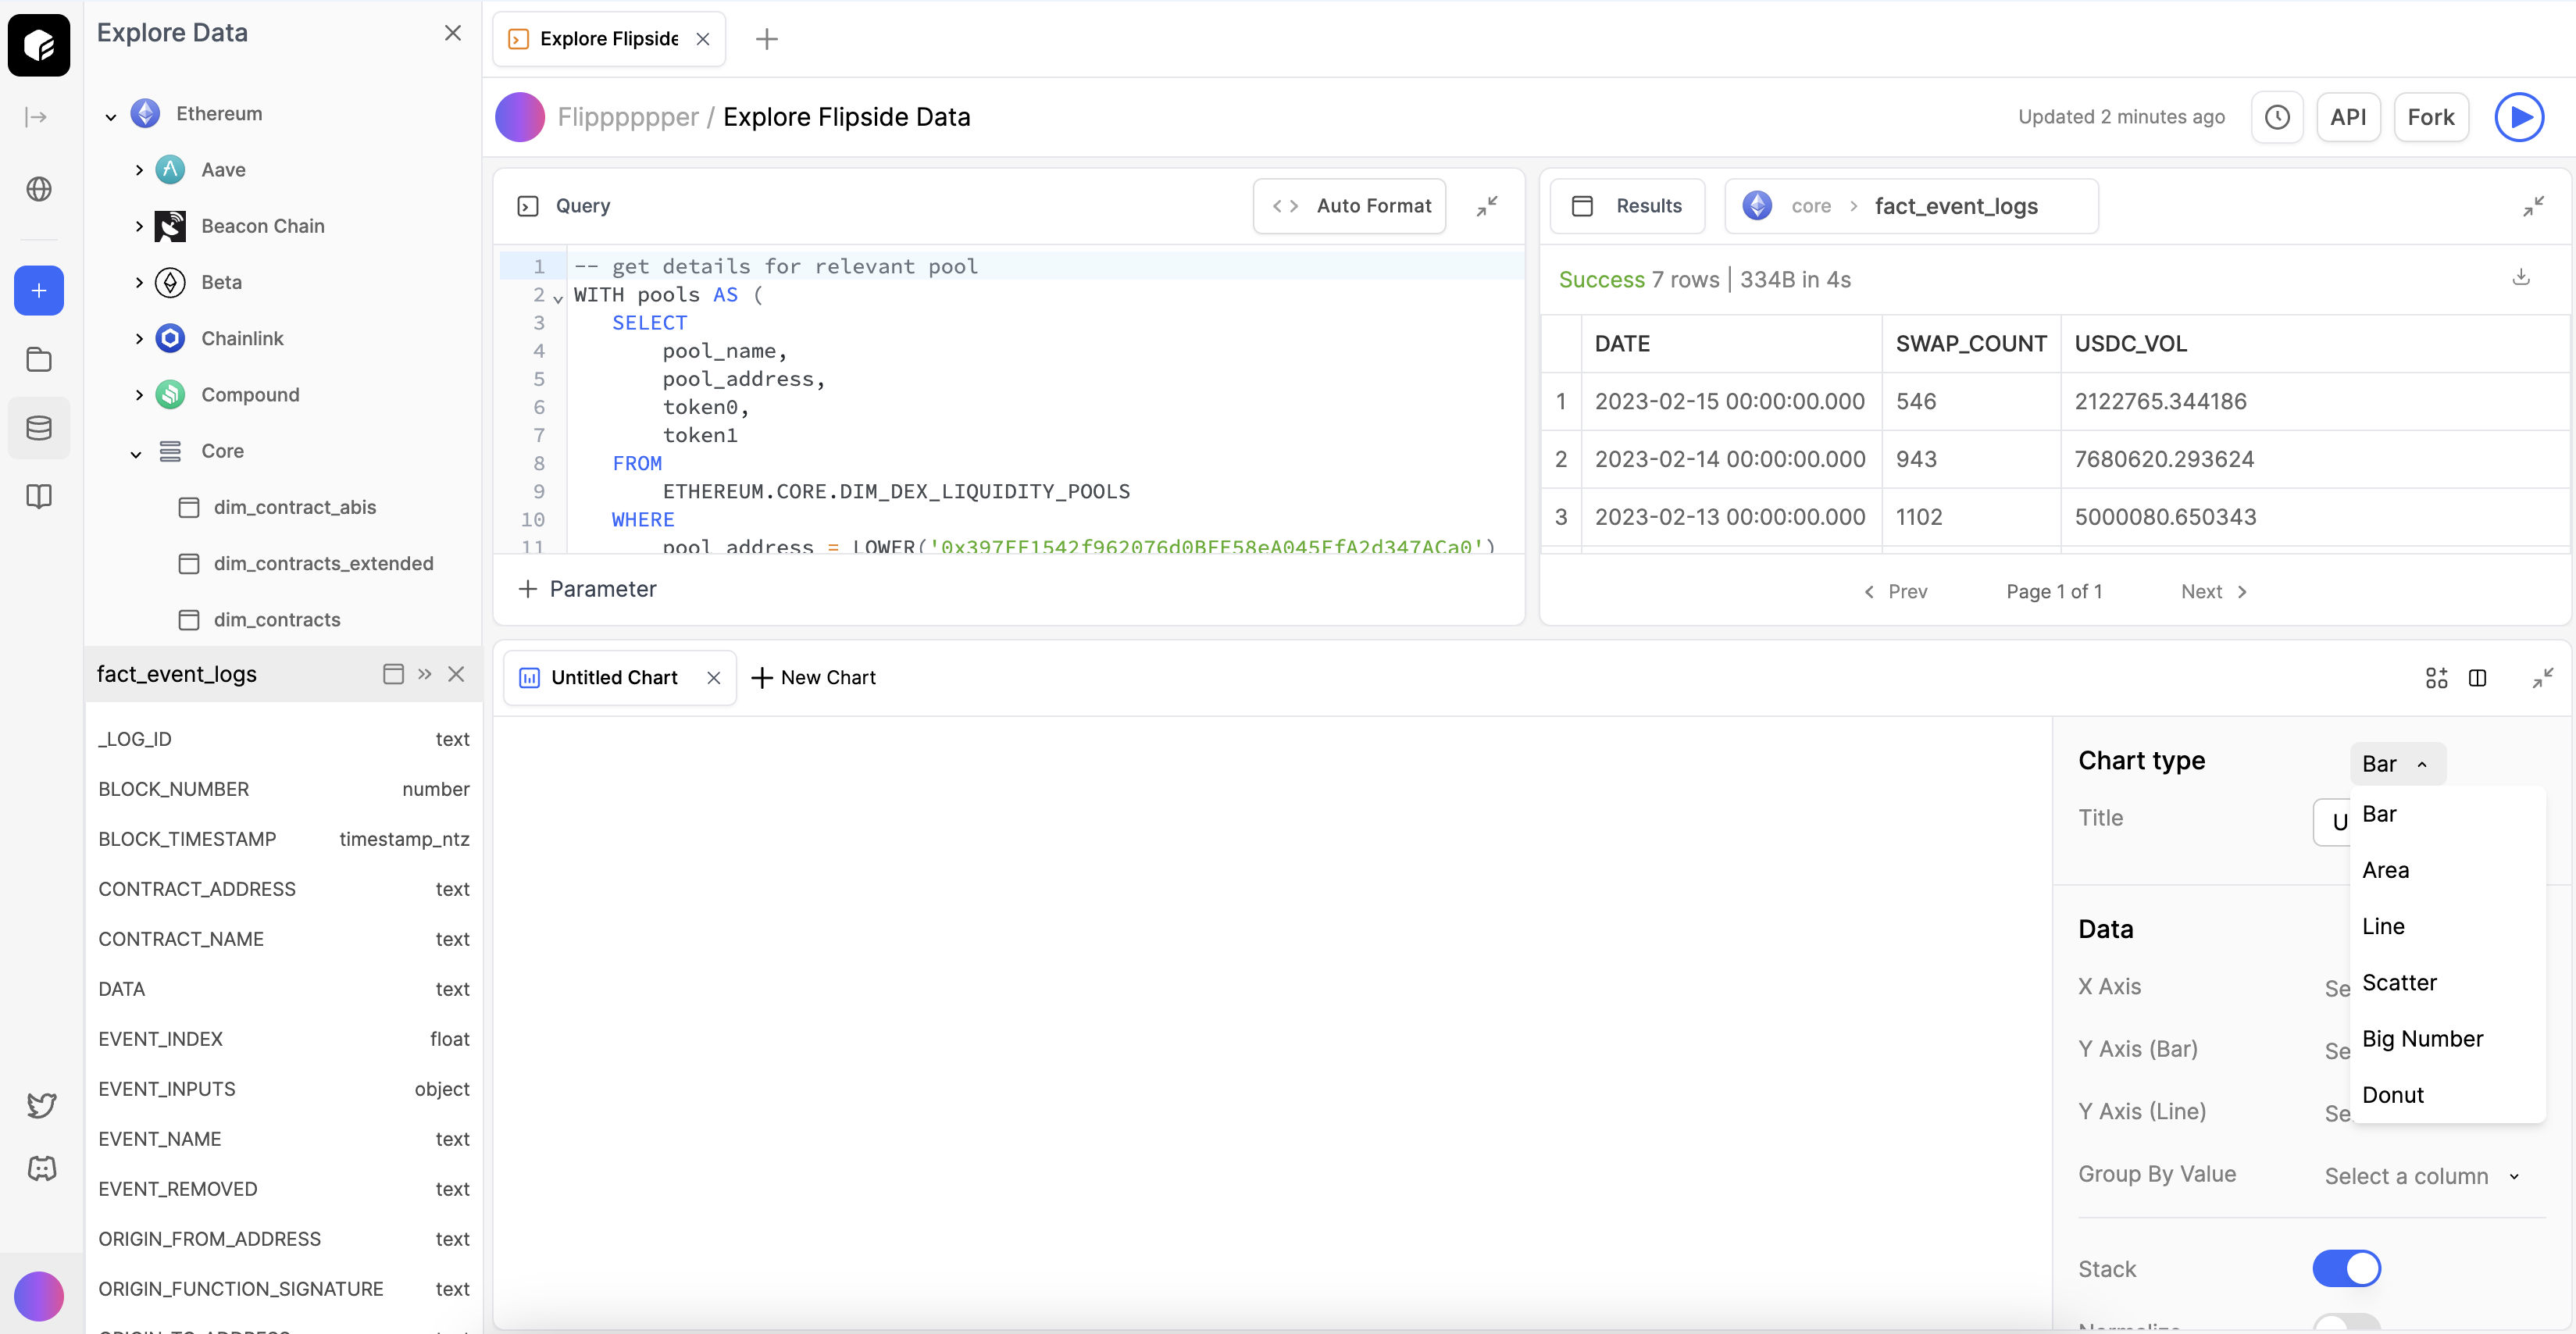 Explore Data
Ethereum
Aave
Beacon Chain
Beta
Chainlink
Compound
Core
dim_contract_abis
dim_contracts_extended
dim_contracts
fact_event_logs
_LOG_ID text
BLOCK_NUMBER number
BLOCK_TIMESTAMP timestamp_ntz
CONTRACT_ADDRESS text
CONTRACT_NAME text
DATA text
EVENT_INDEX float
EVENT_INPUTS object
EVENT_NAME text
EVENT_REMOVED text
ORIGIN_FROM_ADDRESS text
ORIGIN_FUNCTION_SIGNATURE text
Explore Flipside
Flipppppper / Explore Flipside Data
Updated 2 minutes ago
API
Fork
Query
Auto Format
1 -- get details for relevant pool
2 WITH pools AS (
3 SELECT
4 pool_name,
5 pool_address,
6 token0,
7 token1
8 FROM
9 ETHEREUM.CORE.DIM_DEX_LIQUIDITY_POOLS
10 WHERE
11 pool_address = LOWER('0x397FF1542f962076d0BFE58eA045FfA2d347ACa0')
+ Parameter
Results
core > fact_event_logs
Success 7 rows | 334B in 4s
DATE SWAP_COUNT USDC_VOL
1 2023-02-15 00:00:00.000 546 2122765.344186
2 2023-02-14 00:00:00.000 943 7680620.293624
3 2023-02-13 00:00:00.000 1102 5000080.650343
< Prev Page 1 of 1 Next >
Untitled Chart
+ New Chart
Chart type Bar
Title U
Bar
Area
Line
Scatter
Big Number
Donut
Data
X Axis Se
Y Axis (Bar) Se
Y Axis (Line) Se
Group By Value Select a column
Stack